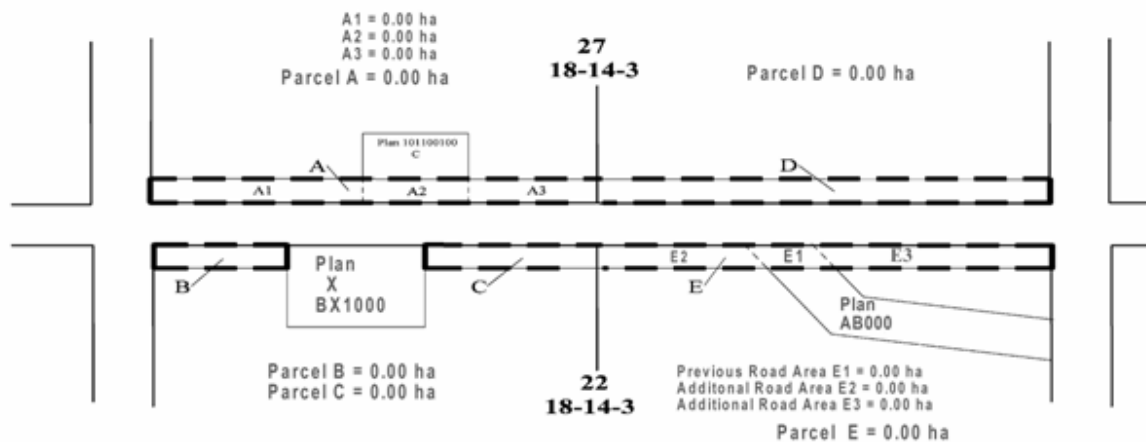 A1 = 0.00 ha
A2 = 0.00 ha
A3 = 0.00 ha
Parcel A = 0.00 ha
27
18-14-3
Parcel D = 0.00 ha
Plan 101100100
C
A
D
A1
A2
A3
B
Plan
X
BX1000
C
E2
E
E1
E3
Plan
AB000
Parcel B = 0.00 ha
Parcel C = 0.00 ha
22
18-14-3
Previous Road Area E1 = 0.00 ha
Additonal Road Area E2 = 0.00 ha
Additional Road Area E3 = 0.00 ha
Parcel E = 0.00 ha